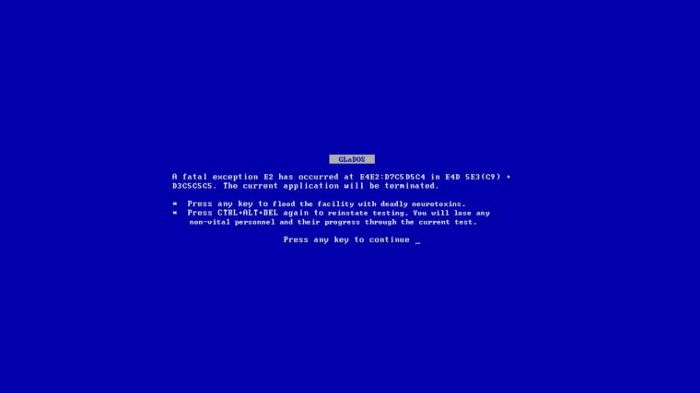 GLaDOS
A fatal exception E2 has occurred at E4E2:D7C5D5C4 in E4D 5E3(C9) +
D3C5C5C5. The current application will be terminated.
* Press any key to flood the facility with deadly neurotoxins.
* Press CTRL+ALT+DEL again to reinstate testing. You will lose any
non-vital personnel and their progress through the current test.
Press any key to continue _